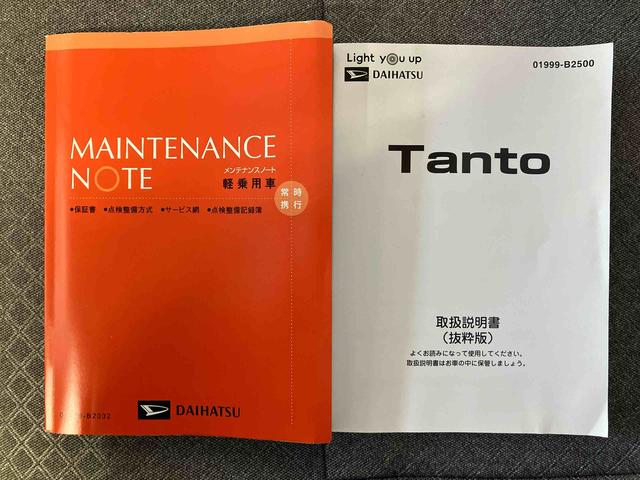 MAINTENANCE
NOTE
メンテナンスノート
軽乗用車
常時
携行
●保証書 ●点検整備方式 ●サービス網 ●点検整備記録簿
DAIHATSU
Light you up
DAIHATSU
01999-B2500
Tanto
取扱説明書
(抜粋版)
よくお読みになって使用してください。
取扱説明書はお車の中に保管しましょう。